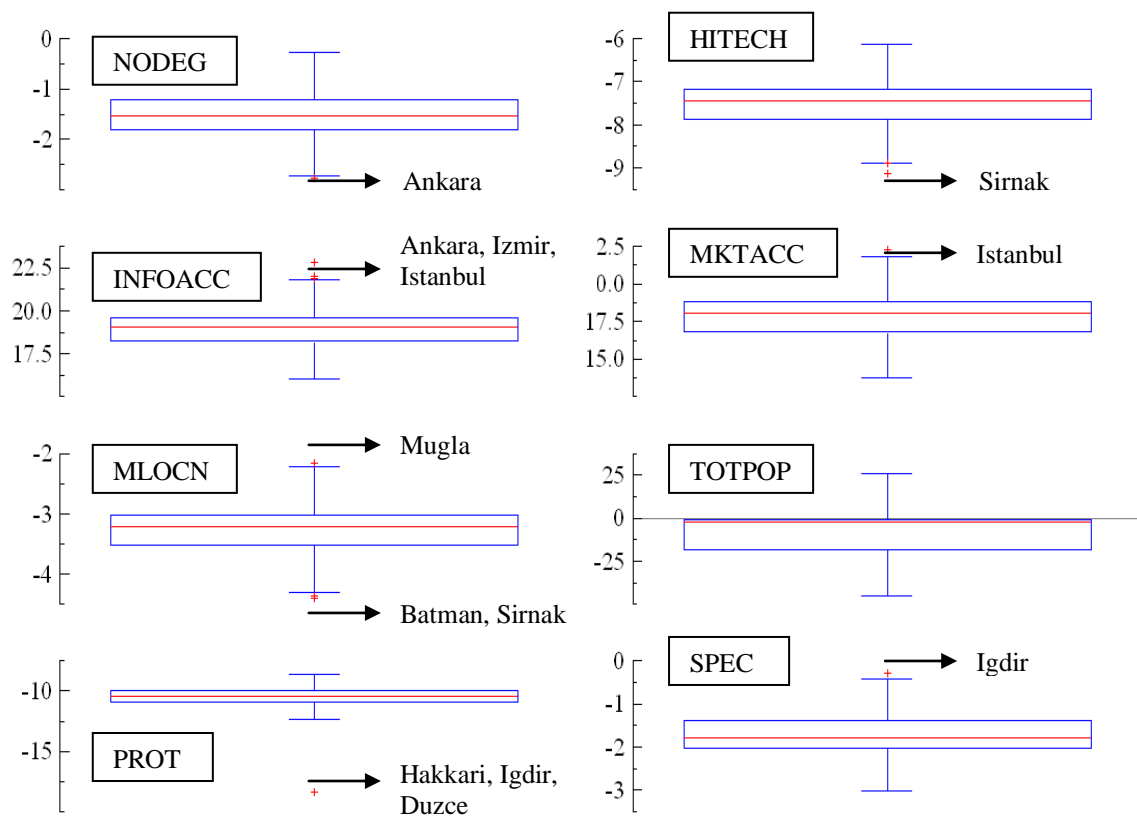 0
-1
-2
NODEG
Ankara
-6
-7
-8
-9
HITECH
Sirnak
22.5
20.0
17.5
INFOACC
Ankara, Izmir,
Istanbul
2.5
0.0
17.5
15.0
MKTACC
Istanbul
-2
-3
-4
MLOCN
Mugla
Batman, Sirnak
25
0
-25
TOTPOP
-10
-15
PROT
Hakkari, Igdir,
Duzce
0
-1
-2
-3
SPEC
Igdir